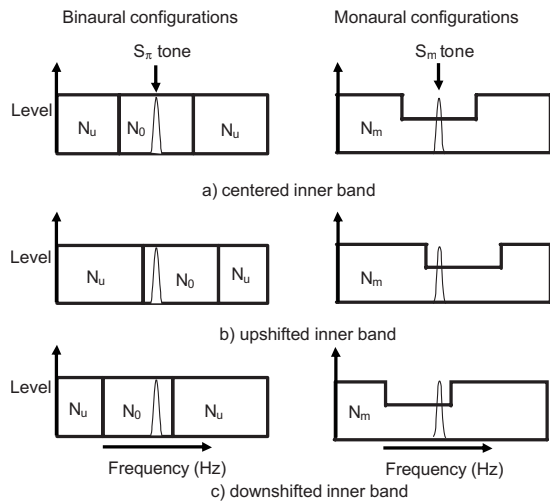 Binaural configurations
Monaural configurations
Sπ tone
Sm tone
Level
Nu
N0
Nu
Nm
a) centered inner band
Level
Nu
N0
Nu
Nm
b) upshifted inner band
Level
Nu
N0
Nu
Nm
Frequency (Hz)
Frequency (Hz)
c) downshifted inner band